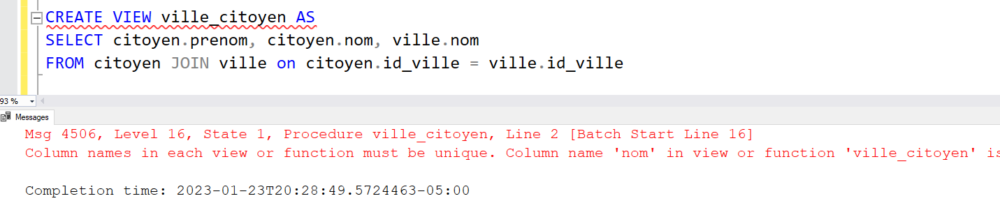 CREATE VIEW ville_citoyen AS
SELECT citoyen.prenom, citoyen.nom, ville.nom
FROM citoyen JOIN ville on citoyen.id_ville = ville.id_ville
93 %
Messages
Msg 4506, Level 16, State 1, Procedure ville_citoyen, Line 2 [Batch Start Line 16]
Column names in each view or function must be unique. Column name 'nom' in view or function 'ville_citoyen' is
Completion time: 2023-01-23T20:28:49.5724463-05:00